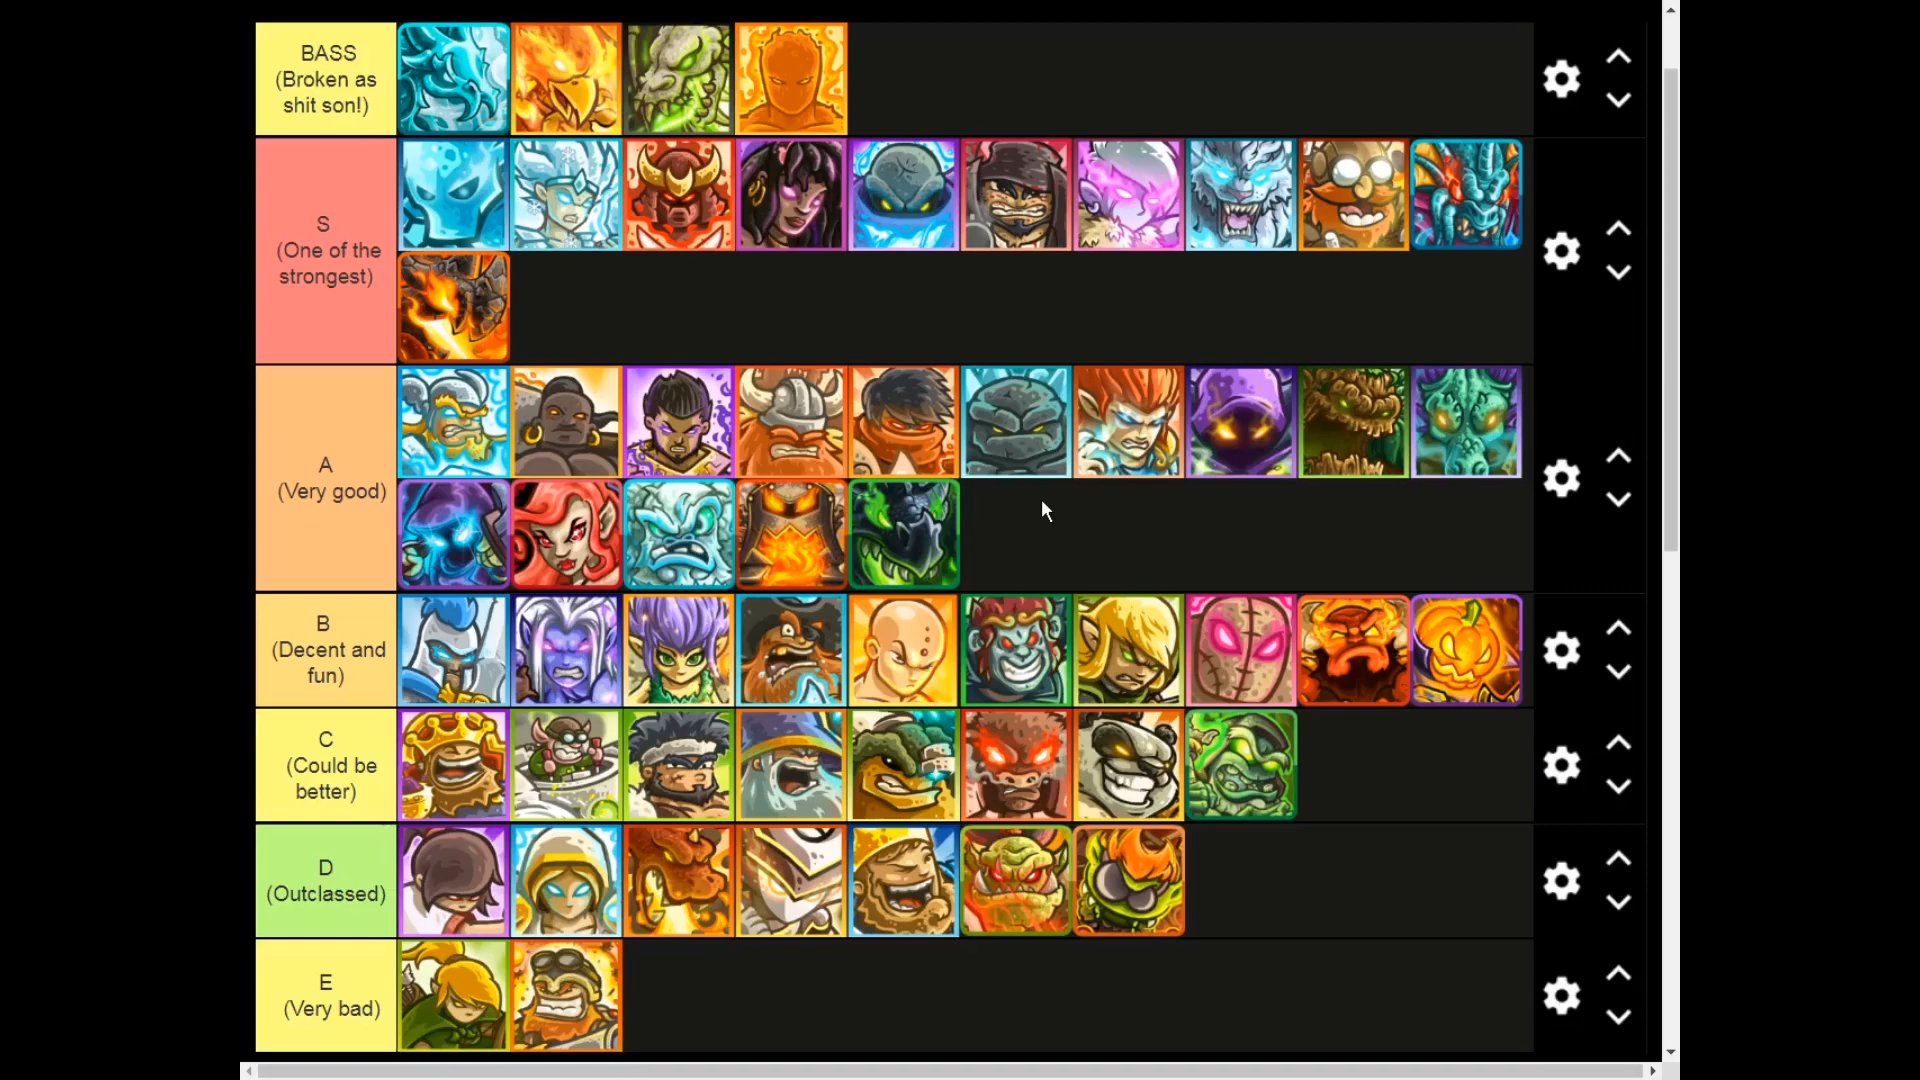 BASS
(Broken as
shit son!)
S
(One of the
strongest)
A
(Very good)
B
(Decent and
fun)
C
(Could be
better)
D
(Outclassed)
E
(Very bad)